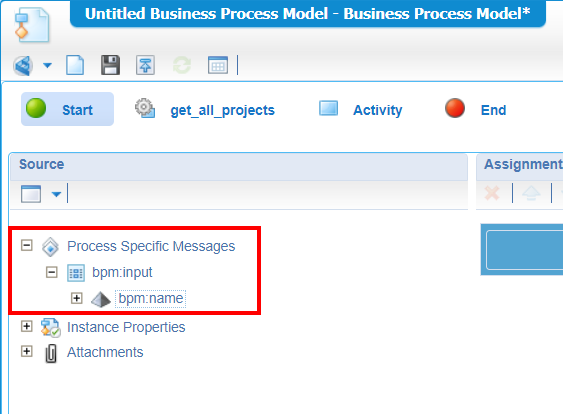 Untitled Business Process Model - Business Process Model*
Start get_all_projects Activity End
Source Assignment
Process Specific Messages
bpm:input
bpm:name
Instance Properties
Attachments